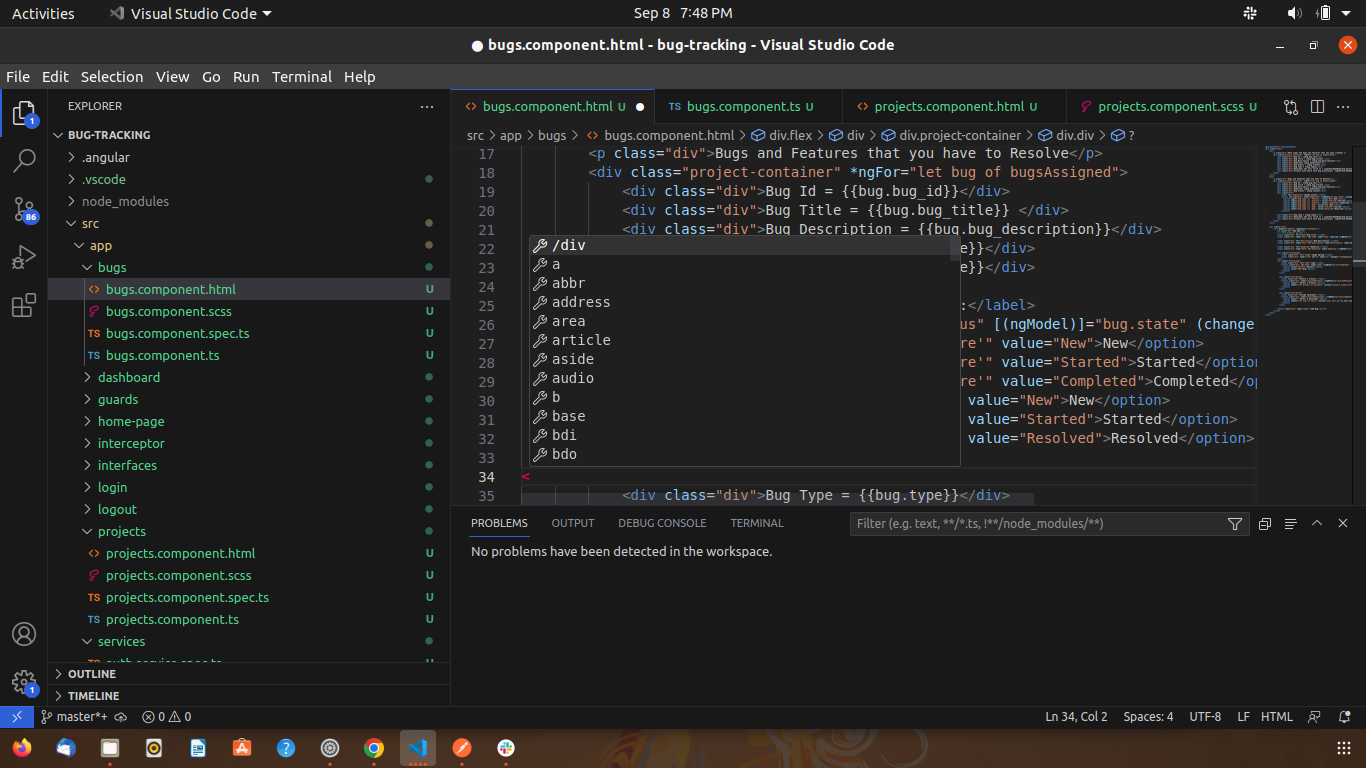 Activities
Visual Studio Code
Sep 8 7:48 PM
● bugs.component.html - bug-tracking - Visual Studio Code
File Edit Selection View Go Run Terminal Help
EXPLORER
BUG-TRACKING
.angular
.vscode
node_modules
src
app
bugs
<> bugs.component.html U
bugs.component.scss U
TS bugs.component.spec.ts U
TS bugs.component.ts U
dashboard
guards
home-page
interceptor
interfaces
login
logout
projects
<> projects.component.html U
projects.component.scss U
TS projects.component.spec.ts U
TS projects.component.ts U
services
OUTLINE
TIMELINE
1
86
1
<> bugs.component.html U ●
TS bugs.component.ts U
<> projects.component.html U
projects.component.scss U
src > app > bugs > <> bugs.component.html > div.flex > div > div.project-container > div.div > ?
17 <p class="div">Bugs and Features that you have to Resolve</p>
18 <div class="project-container" *ngFor="let bug of bugsAssigned">
19 <div class="div">Bug Id = {{bug.bug_id}}</div>
20 <div class="div">Bug Title = {{bug.bug_title}} </div>
21 <div class="div">Bug Description = {{bug.bug_description}}</div>
22 e}}</div>
23 e}}</div>
24
25 :</label>
26 us" [(ngModel)]="bug.state" (change
27 re'" value="New">New</option>
28 re'" value="Started">Started</option
29 re'" value="Completed">Completed</op
30 value="New">New</option>
31 value="Started">Started</option>
32 value="Resolved">Resolved</option>
33
34 <
35 <div class="div">Bug Type = {{bug.type}}</div>
/div
a
abbr
address
area
article
aside
audio
b
base
bdi
bdo
PROBLEMS OUTPUT DEBUG CONSOLE TERMINAL
Filter (e.g. text, **/*.ts, !**/node_modules/**)
No problems have been detected in the workspace.
master*+
0 0
Ln 34, Col 2 Spaces: 4 UTF-8 LF HTML